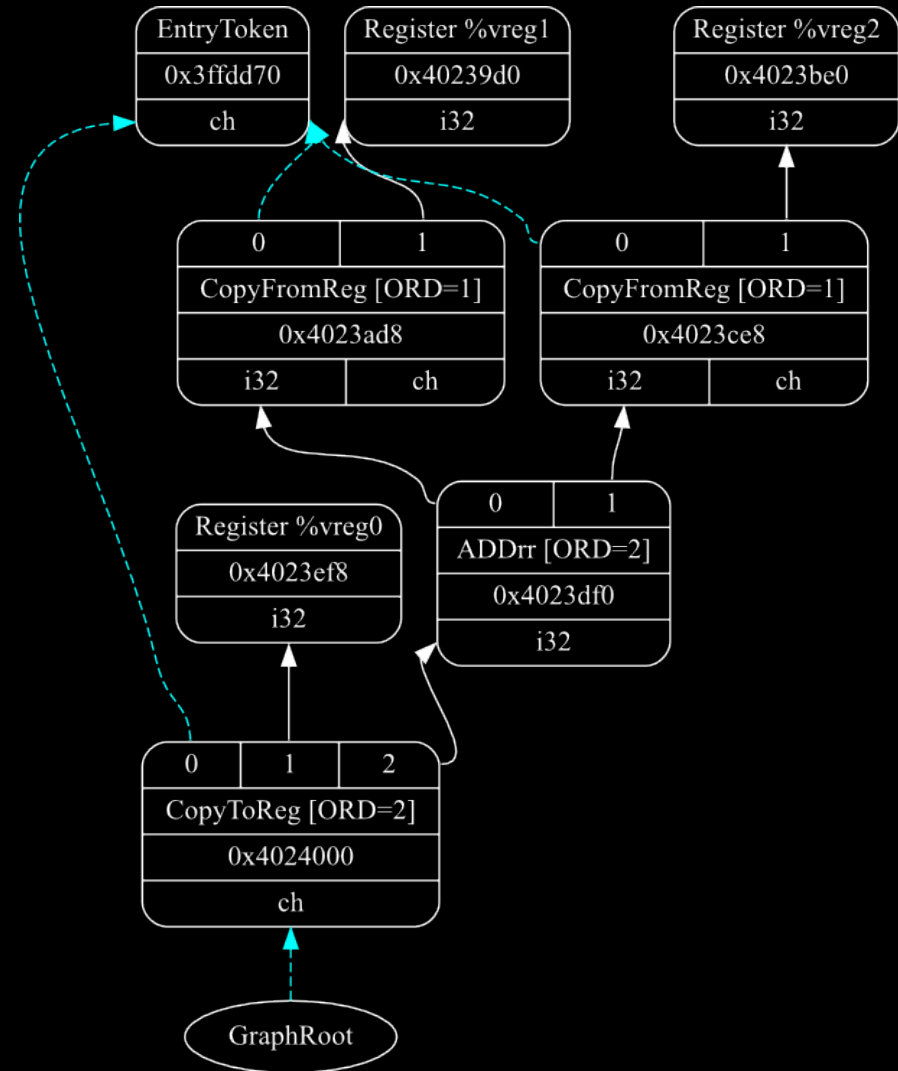 EntryToken
0x3ffdd70
ch
Register %vreg1
0x40239d0
i32
Register %vreg2
0x4023be0
i32
0 1
CopyFromReg [ORD=1]
0x4023ad8
i32 ch
0 1
CopyFromReg [ORD=1]
0x4023ce8
i32 ch
Register %vreg0
0x4023ef8
i32
0 1
ADDrr [ORD=2]
0x4023df0
i32
0 1 2
CopyToReg [ORD=2]
0x4024000
ch
GraphRoot